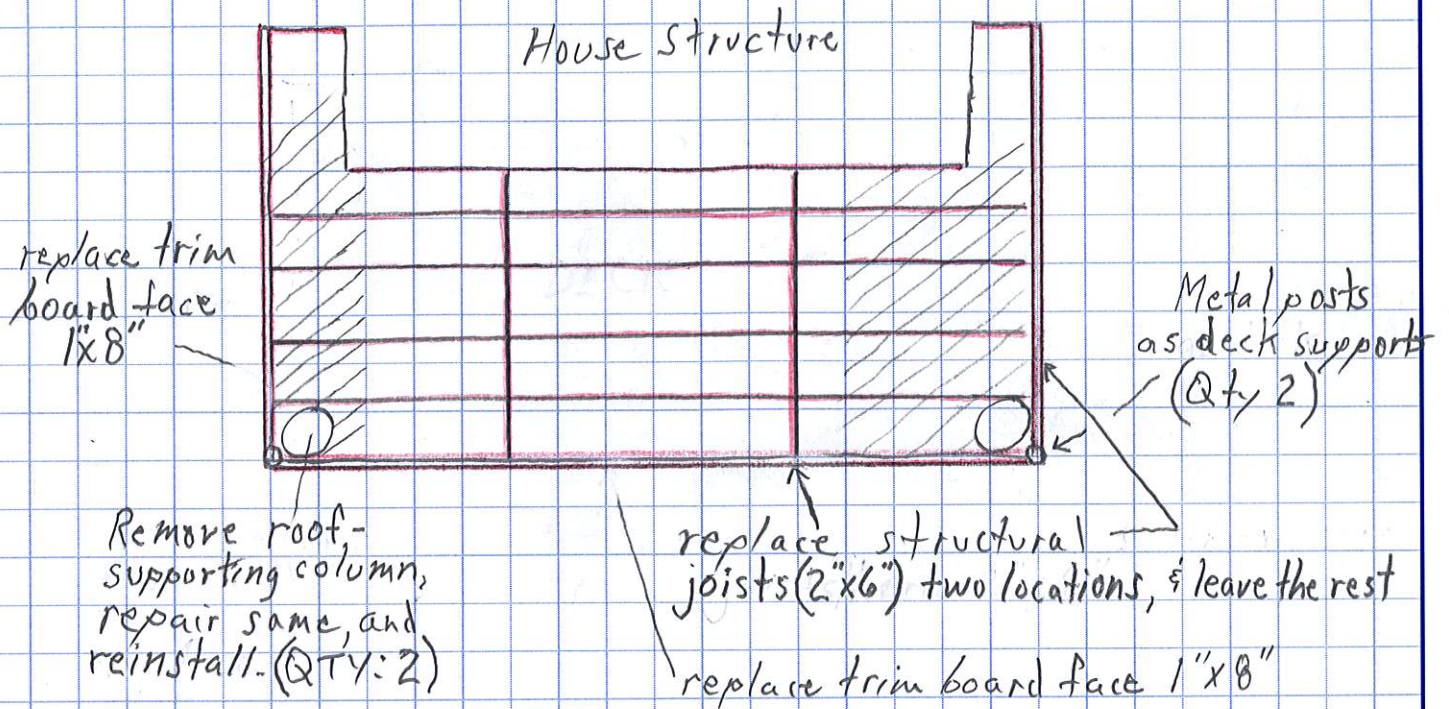 House Structure
replace trim
board face
1"x8"
Metal posts
as deck support
(Qty 2)
Remove roof-
supporting column,
repair same, and
reinstall. (QTY: 2)
replace structural
joists (2"x6") two locations, & leave the rest
replace trim board face 1"x8"